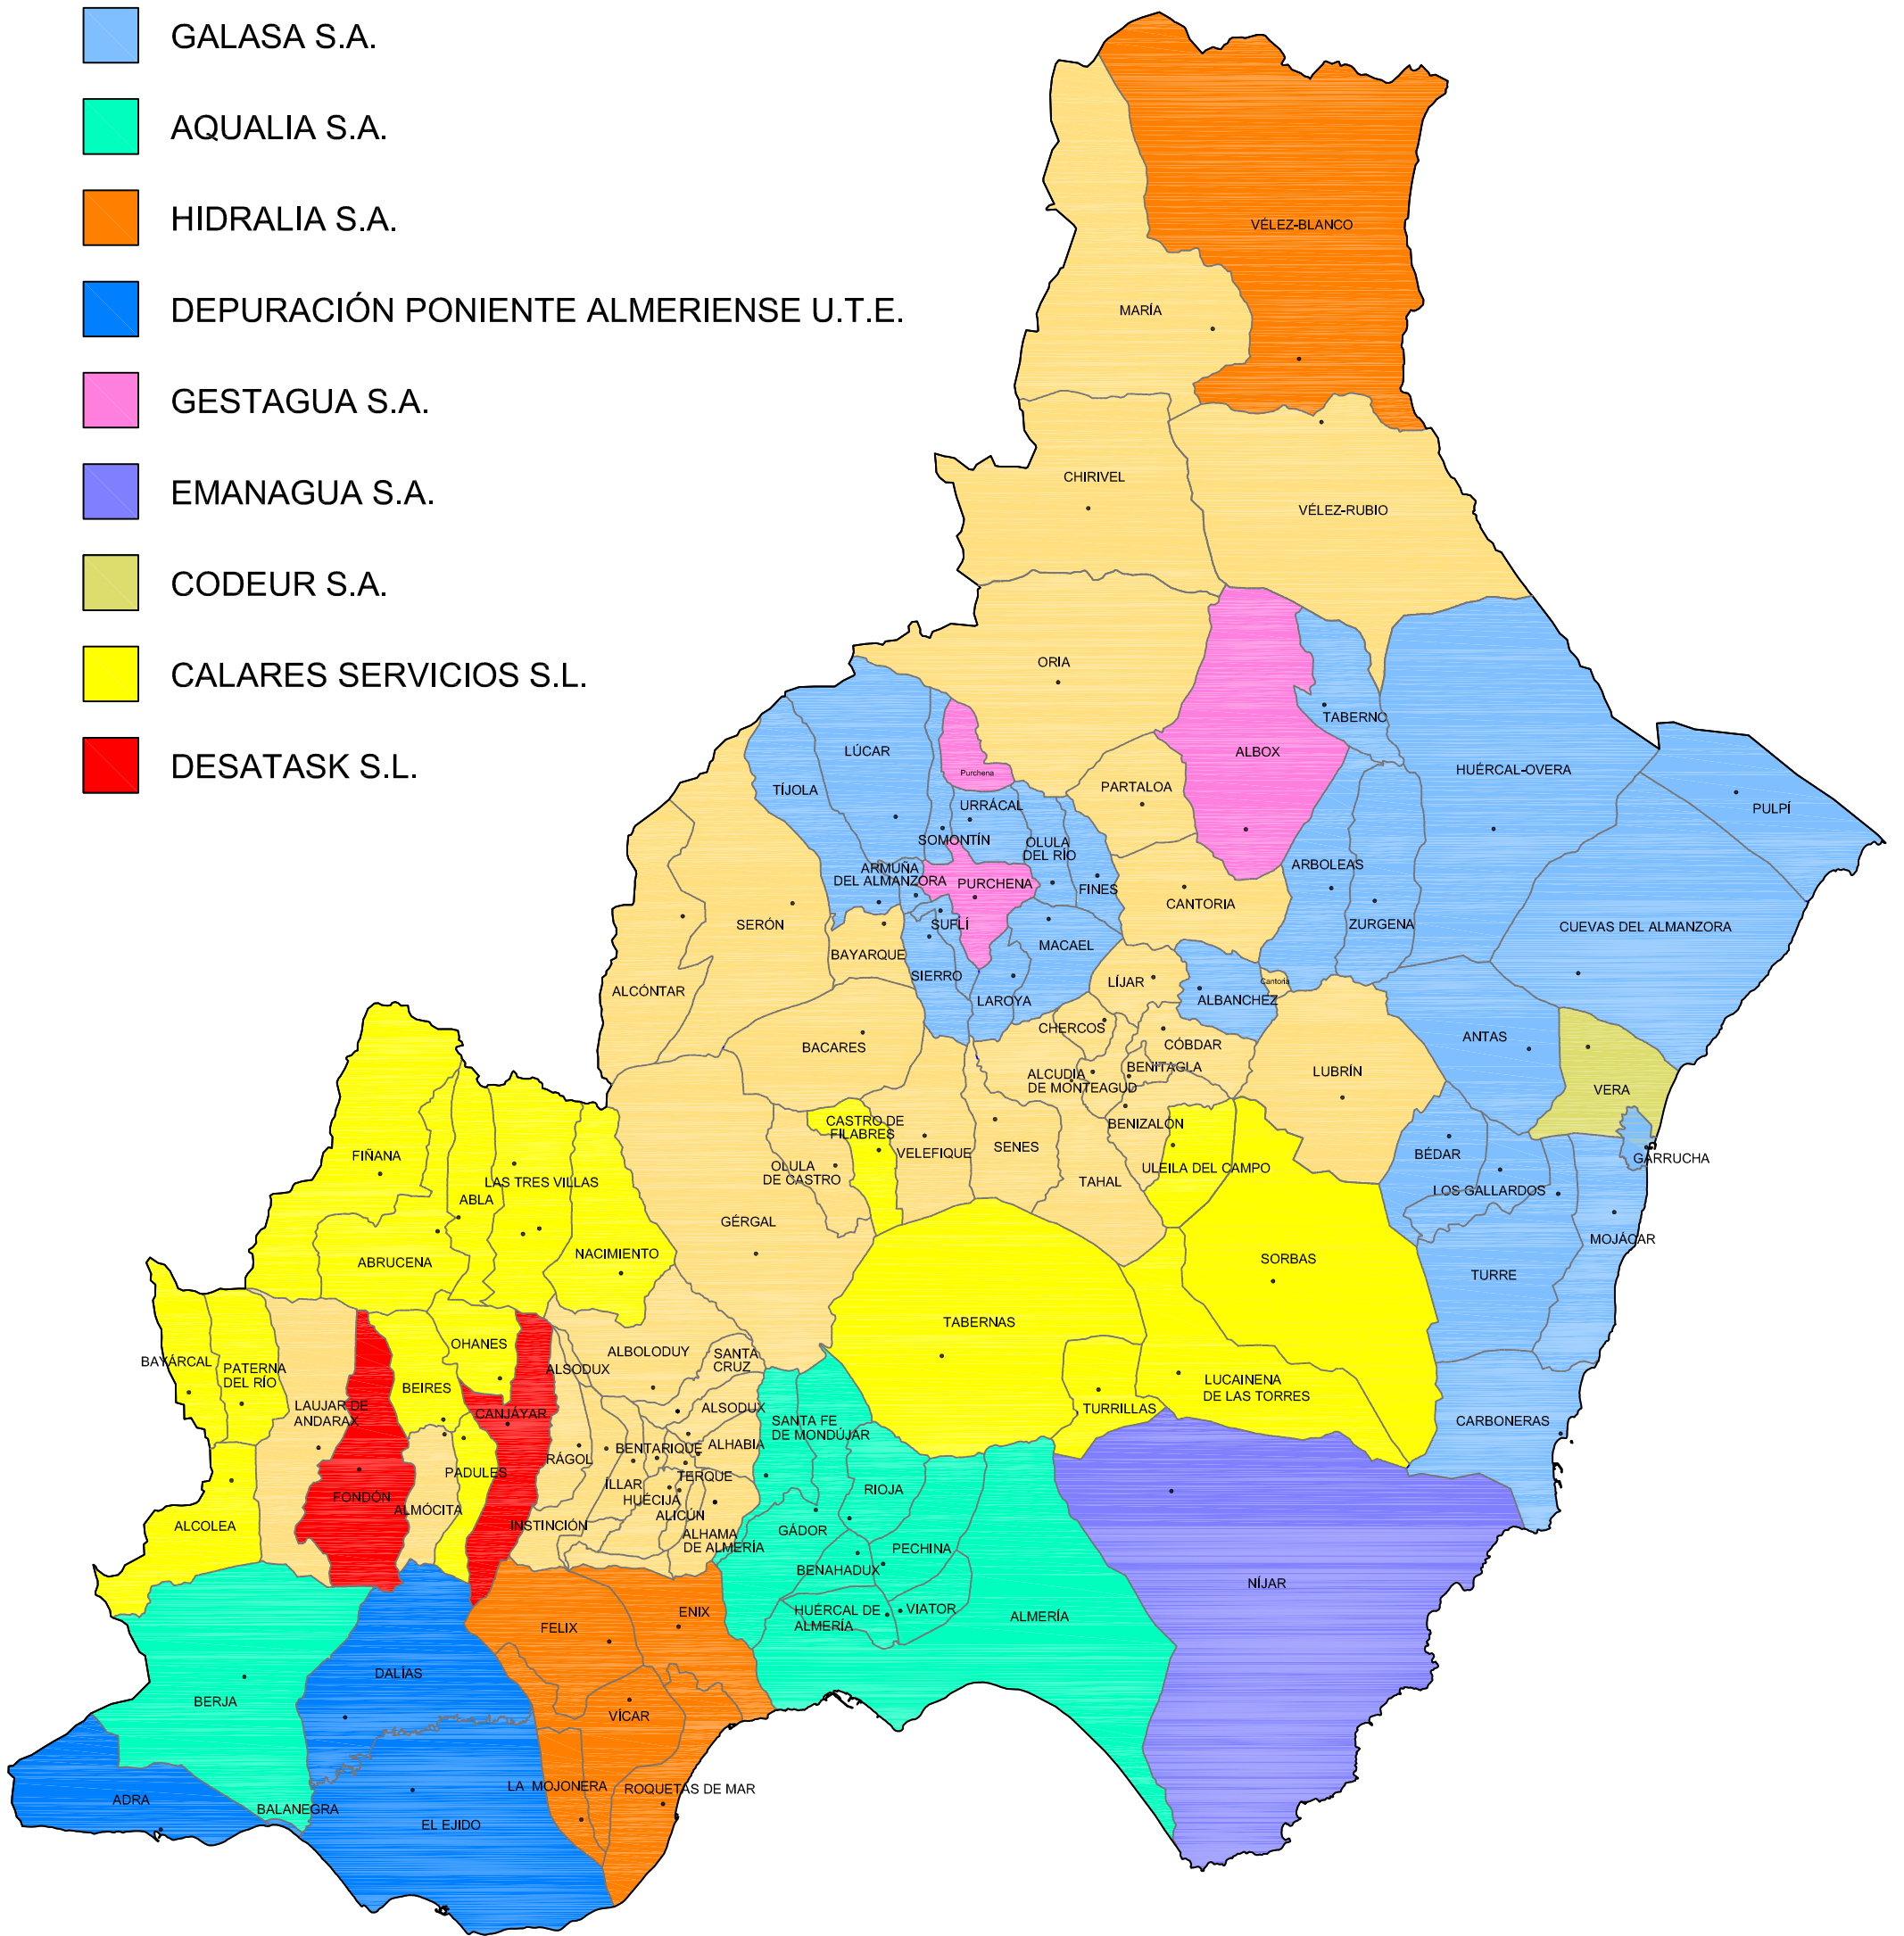 GALASA S.A.
AQUALIA S.A.
HIDRALIA S.A.
DEPURACIÓN PONIENTE ALMERIENSE U.T.E.
GESTAGUA S.A.
EMANAGUA S.A.
CODEUR S.A.
CALARES SERVICIOS S.L.
DESATASK S.L.
VÉLEZ-BLANCO
MARÍA
CHIRIVEL
VÉLEZ-RUBIO
ORIA
TABERNO
LÚCAR
ALBOX
HUÉRCAL-OVERA
Purchena
TÍJOLA
PARTALOA
PULPÍ
URRÁCAL
SOMONTÍN
OLULA
DEL RÍO
ARBOLEAS
ARMUÑA
DEL ALMANZORA
PURCHENA
FINES
CANTORIA
SERÓN
SUFLÍ
ZURGENA
CUEVAS DEL ALMANZORA
BAYARQUE
MACAEL
SIERRO
LÍJAR
Cantoria
ALCÓNTAR
LAROYA
ALBANCHEZ
CHERCOS
ANTAS
BACARES
CÓBDAR
BENITAGLA
LUBRÍN
ALCUDIA
DE MONTEAGUD
VERA
CASTRO DE
FILABRES
BENIZALÓN
VELEFIQUE
SENES
BÉDAR
GARRUCHA
FIÑANA
OLULA
DE CASTRO
ULEILA DEL CAMPO
TAHAL
LAS TRES VILLAS
ABLA
LOS GALLARDOS
GÉRGAL
MOJÁCAR
NACIMIENTO
ABRUCENA
SORBAS
TURRE
TABERNAS
OHANES
ALBOLODUY
SANTA
CRUZ
BAYÁRCAL
PATERNA
DEL RÍO
ALSODUX
BEIRES
LUCAINENA
DE LAS TORRES
LAUJAR DE
ANDARAX
CANJÁYAR
ALSODUX
TURRILLAS
SANTA FE
DE MONDÚJAR
CARBONERAS
BENTARIQUE
ALHABIA
RÁGOL
PADULES
TERQUE
ÍLLAR
RIOJA
FONDÓN
HUÉCIJA
ALMÓCITA
ALICÚN
ALCOLEA
INSTINCIÓN
GÁDOR
ALHAMA
DE ALMERÍA
PECHINA
BENAHADUX
NÍJAR
HUÉRCAL DE
ALMERÍA
VIATOR
ENIX
ALMERÍA
FELIX
DALÍAS
BERJA
VÍCAR
LA MOJONERA
ROQUETAS DE MAR
ADRA
BALANEGRA
EL EJIDO